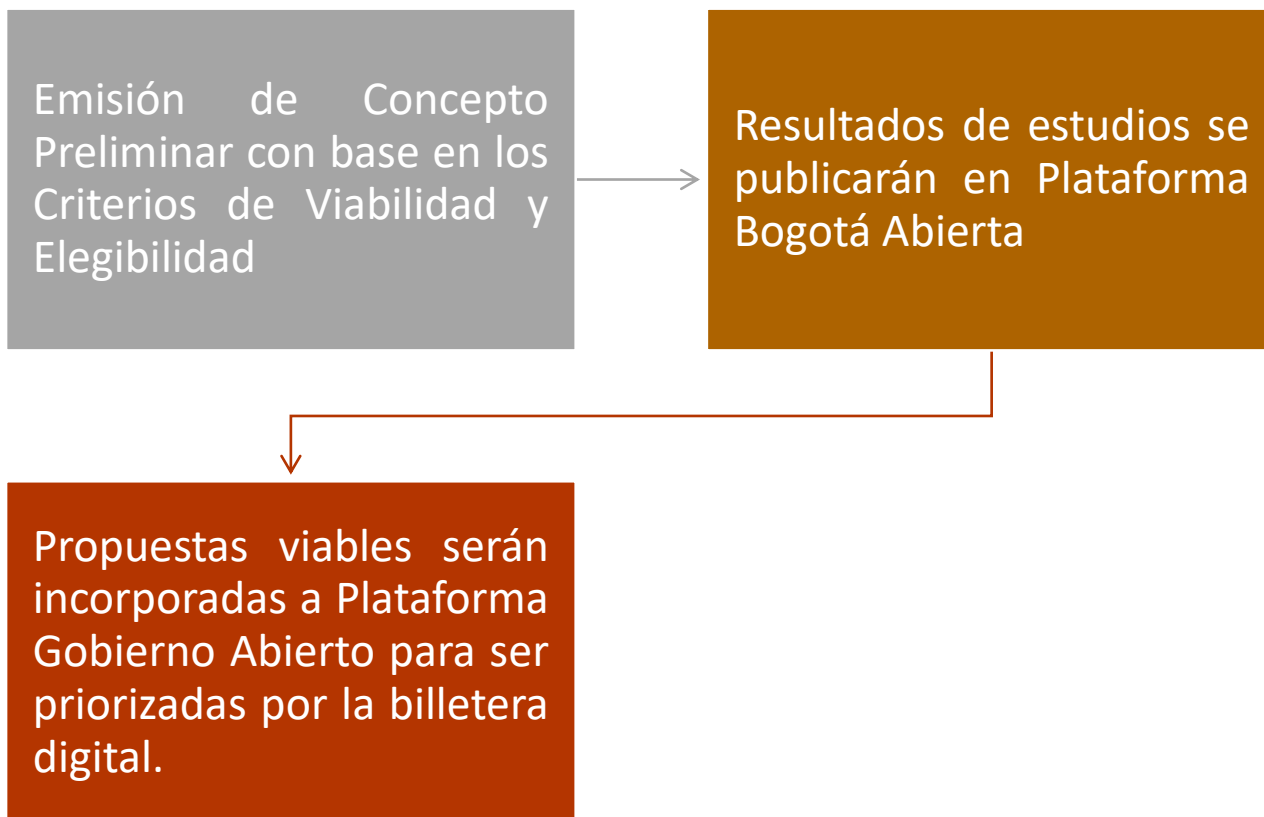 Emisión de Concepto
Preliminar con base en los
Criterios de Viabilidad y
Elegibilidad
Resultados de estudios se
publicarán en Plataforma
Bogotá Abierta
Propuestas viables serán
incorporadas a Plataforma
Gobierno Abierto para ser
priorizadas por la billetera
digital.